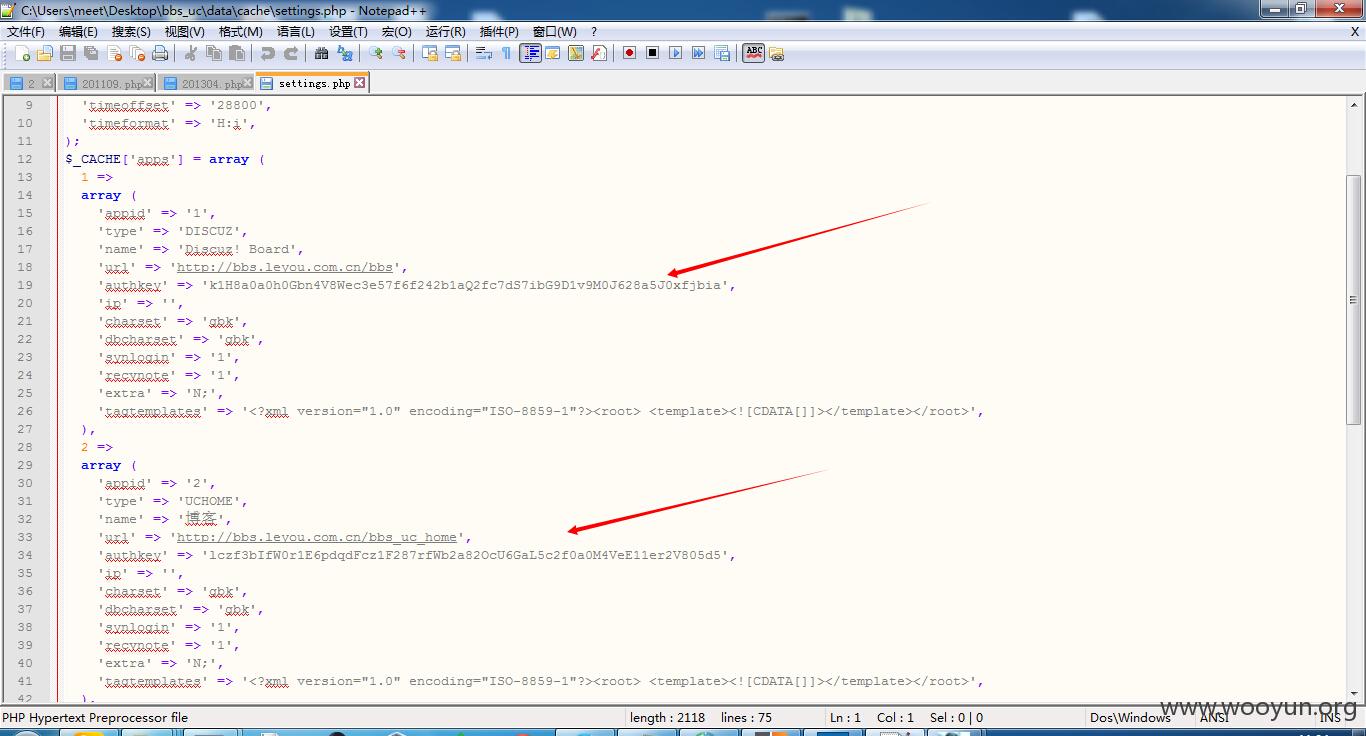 C:\Users\meet\Desktop\bbs_uc\data\cache\settings.php - Notepad++
文件(F) 编辑(E) 搜索(S) 视图(V) 格式(M) 语言(L) 设置(T) 宏(O) 运行(R) 插件(P) 窗口(W) ? X
2 201109.php 201304.php settings.php
9 'timeoffset' => '28800',
10 'timeformat' => 'H:i',
11 );
12 $_CACHE['apps'] = array (
13 1 =>
14 array (
15 'appid' => '1',
16 'type' => 'DISCUZ',
17 'name' => 'Discuz! Board',
18 'url' => 'http://bbs.leyou.com.cn/bbs',
19 'authkey' => 'k1H8a0a0h0Gbn4V8Wec3e57f6f242b1aQ2fc7dS7ibG9D1v9M0J628a5J0xfjbia',
20 'ip' => '',
21 'charset' => 'gbk',
22 'dbcharset' => 'gbk',
23 'synlogin' => '1',
24 'recvnote' => '1',
25 'extra' => 'N;',
26 'tagtemplates' => '<?xml version="1.0" encoding="ISO-8859-1"?><root> <template><![CDATA[]]></template></root>',
27 ),
28 2 =>
29 array (
30 'appid' => '2',
31 'type' => 'UCHOME',
32 'name' => '博客',
33 'url' => 'http://bbs.leyou.com.cn/bbs_uc_home',
34 'authkey' => 'lczf3bIfW0r1E6pdqdFcz1F287rfWb2a82OcU6GaL5c2f0a0M4VeE11er2V805d5',
35 'ip' => '',
36 'charset' => 'gbk',
37 'dbcharset' => 'gbk',
38 'synlogin' => '1',
39 'recvnote' => '1',
40 'extra' => 'N;',
41 'tagtemplates' => '<?xml version="1.0" encoding="ISO-8859-1"?><root> <template><![CDATA[]]></template></root>',
42 ),
PHP Hypertext Preprocessor file length : 2118 lines : 75 Ln : 1 Col : 1 Sel : 0 | 0 Dos\Windows ANSI INS
www.wooyun.org